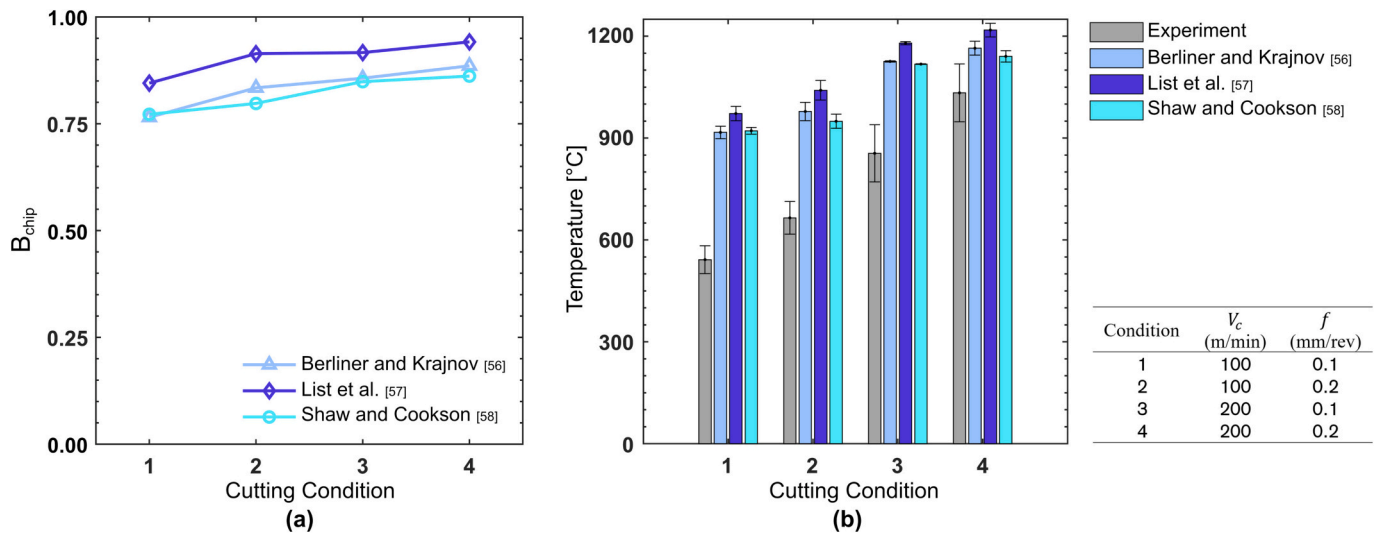 1.00
0.75
0.50
0.25
0.00
B_chip
1 2 3 4
Cutting Condition
(a)
Berliner and Krajnov [56]
List et al. [57]
Shaw and Cookson [58]
1200
900
600
300
0
Temperature [°C]
1 2 3 4
Cutting Condition
(b)
Experiment
Berliner and Krajnov [56]
List et al. [57]
Shaw and Cookson [58]
Condition V_c (m/min) f (mm/rev)
1 100 0.1
2 100 0.2
3 200 0.1
4 200 0.2